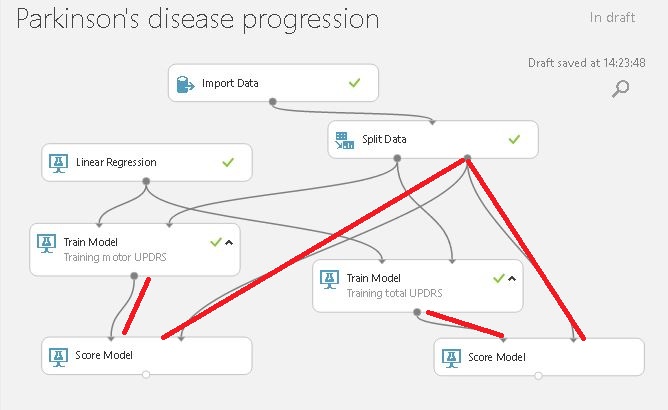 Parkinson's disease progression
In draft
Draft saved at 14:23:48
Import Data
Split Data
Linear Regression
Train Model
Training motor UPDRS
Train Model
Training total UPDRS
Score Model
Score Model